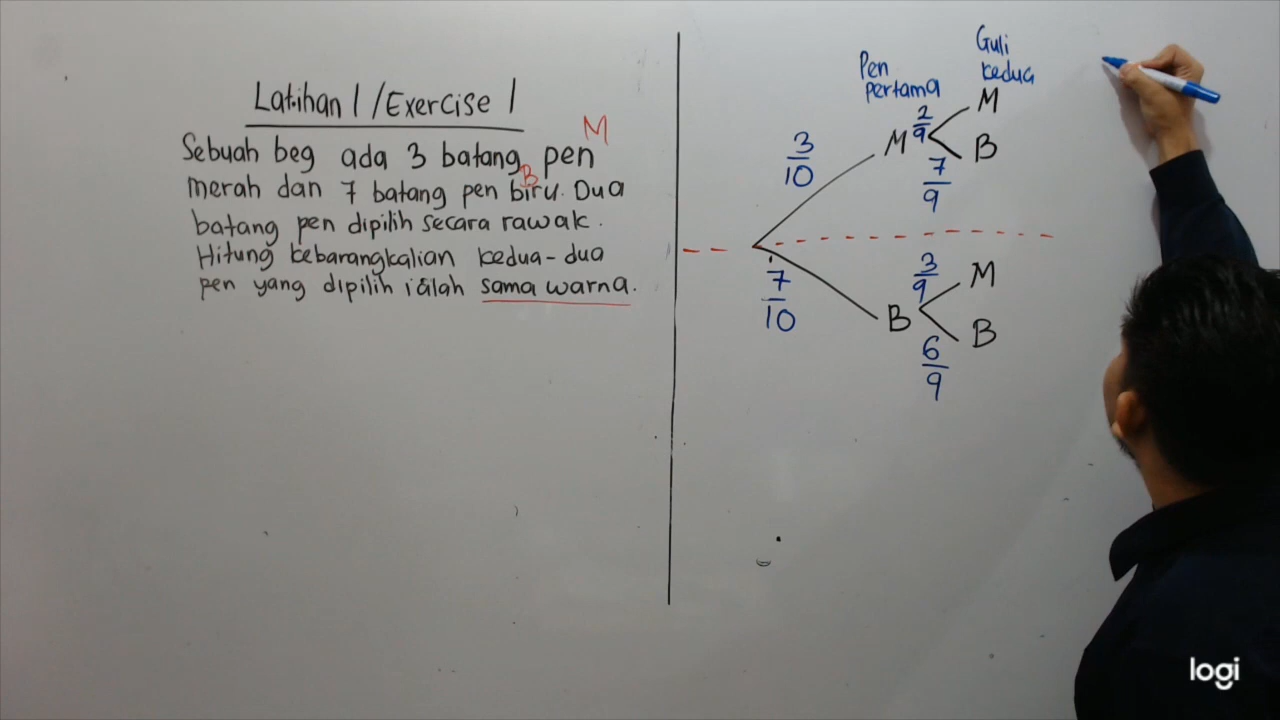 Latihan 1 / Exercise 1
M
Sebuah beg ada 3 batang pen
B
merah dan 7 batang pen biru. Dua
batang pen dipilih secara rawak.
Hitung kebarangkalian kedua-dua
pen yang dipilih ialah sama warna.
Pen
pertama
Guli
kedua
3/10
M
2/9
M
7/9
B
7/10
B
3/9
M
6/9
B
logi